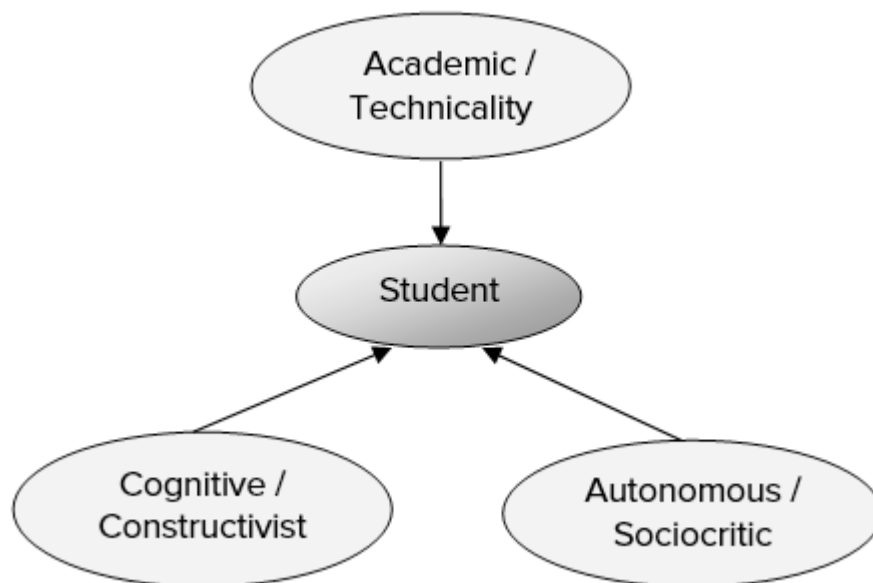 Academic /
Technicality
Student
Cognitive /
Constructivist
Autonomous /
Sociocritic